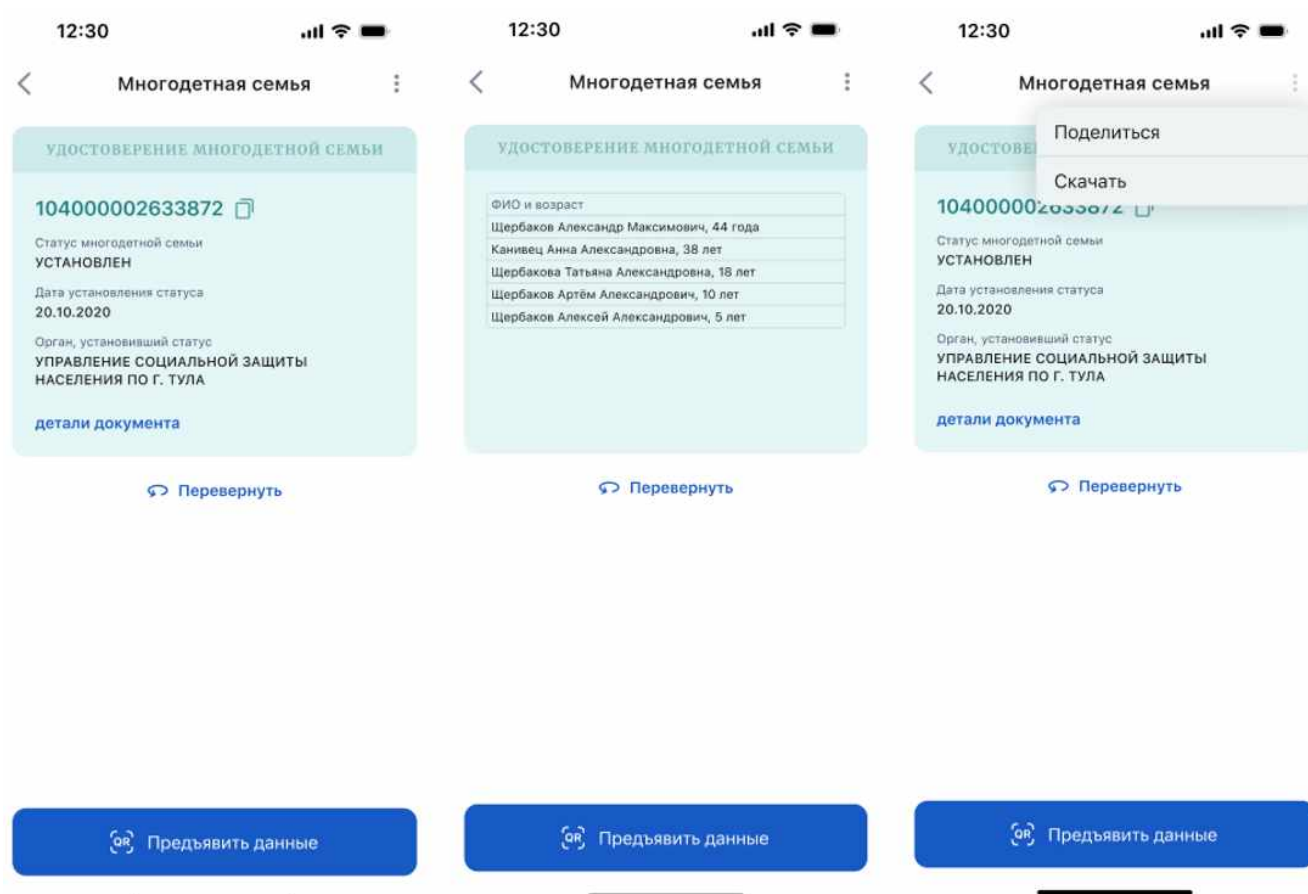 12:30
Многодетная семья
УДОСТОВЕРЕНИЕ МНОГОДЕТНОЙ СЕМЬИ
104000002633872
Статус многодетной семьи
УСТАНОВЛЕН
Дата установления статуса
20.10.2020
Орган, установивший статус
УПРАВЛЕНИЕ СОЦИАЛЬНОЙ ЗАЩИТЫ
НАСЕЛЕНИЯ ПО Г. ТУЛА
детали документа
Перевернуть
QR Предъявить данные
12:30
Многодетная семья
УДОСТОВЕРЕНИЕ МНОГОДЕТНОЙ СЕМЬИ
ФИО и возраст
Щербаков Александр Максимович, 44 года
Канивец Анна Александровна, 38 лет
Щербакова Татьяна Александровна, 18 лет
Щербаков Артём Александрович, 10 лет
Щербаков Алексей Александрович, 5 лет
Перевернуть
QR Предъявить данные
12:30
Многодетная семья
Поделиться
Скачать
УДОСТОВЕ
104000002633872
Статус многодетной семьи
УСТАНОВЛЕН
Дата установления статуса
20.10.2020
Орган, установивший статус
УПРАВЛЕНИЕ СОЦИАЛЬНОЙ ЗАЩИТЫ
НАСЕЛЕНИЯ ПО Г. ТУЛА
детали документа
Перевернуть
QR Предъявить данные